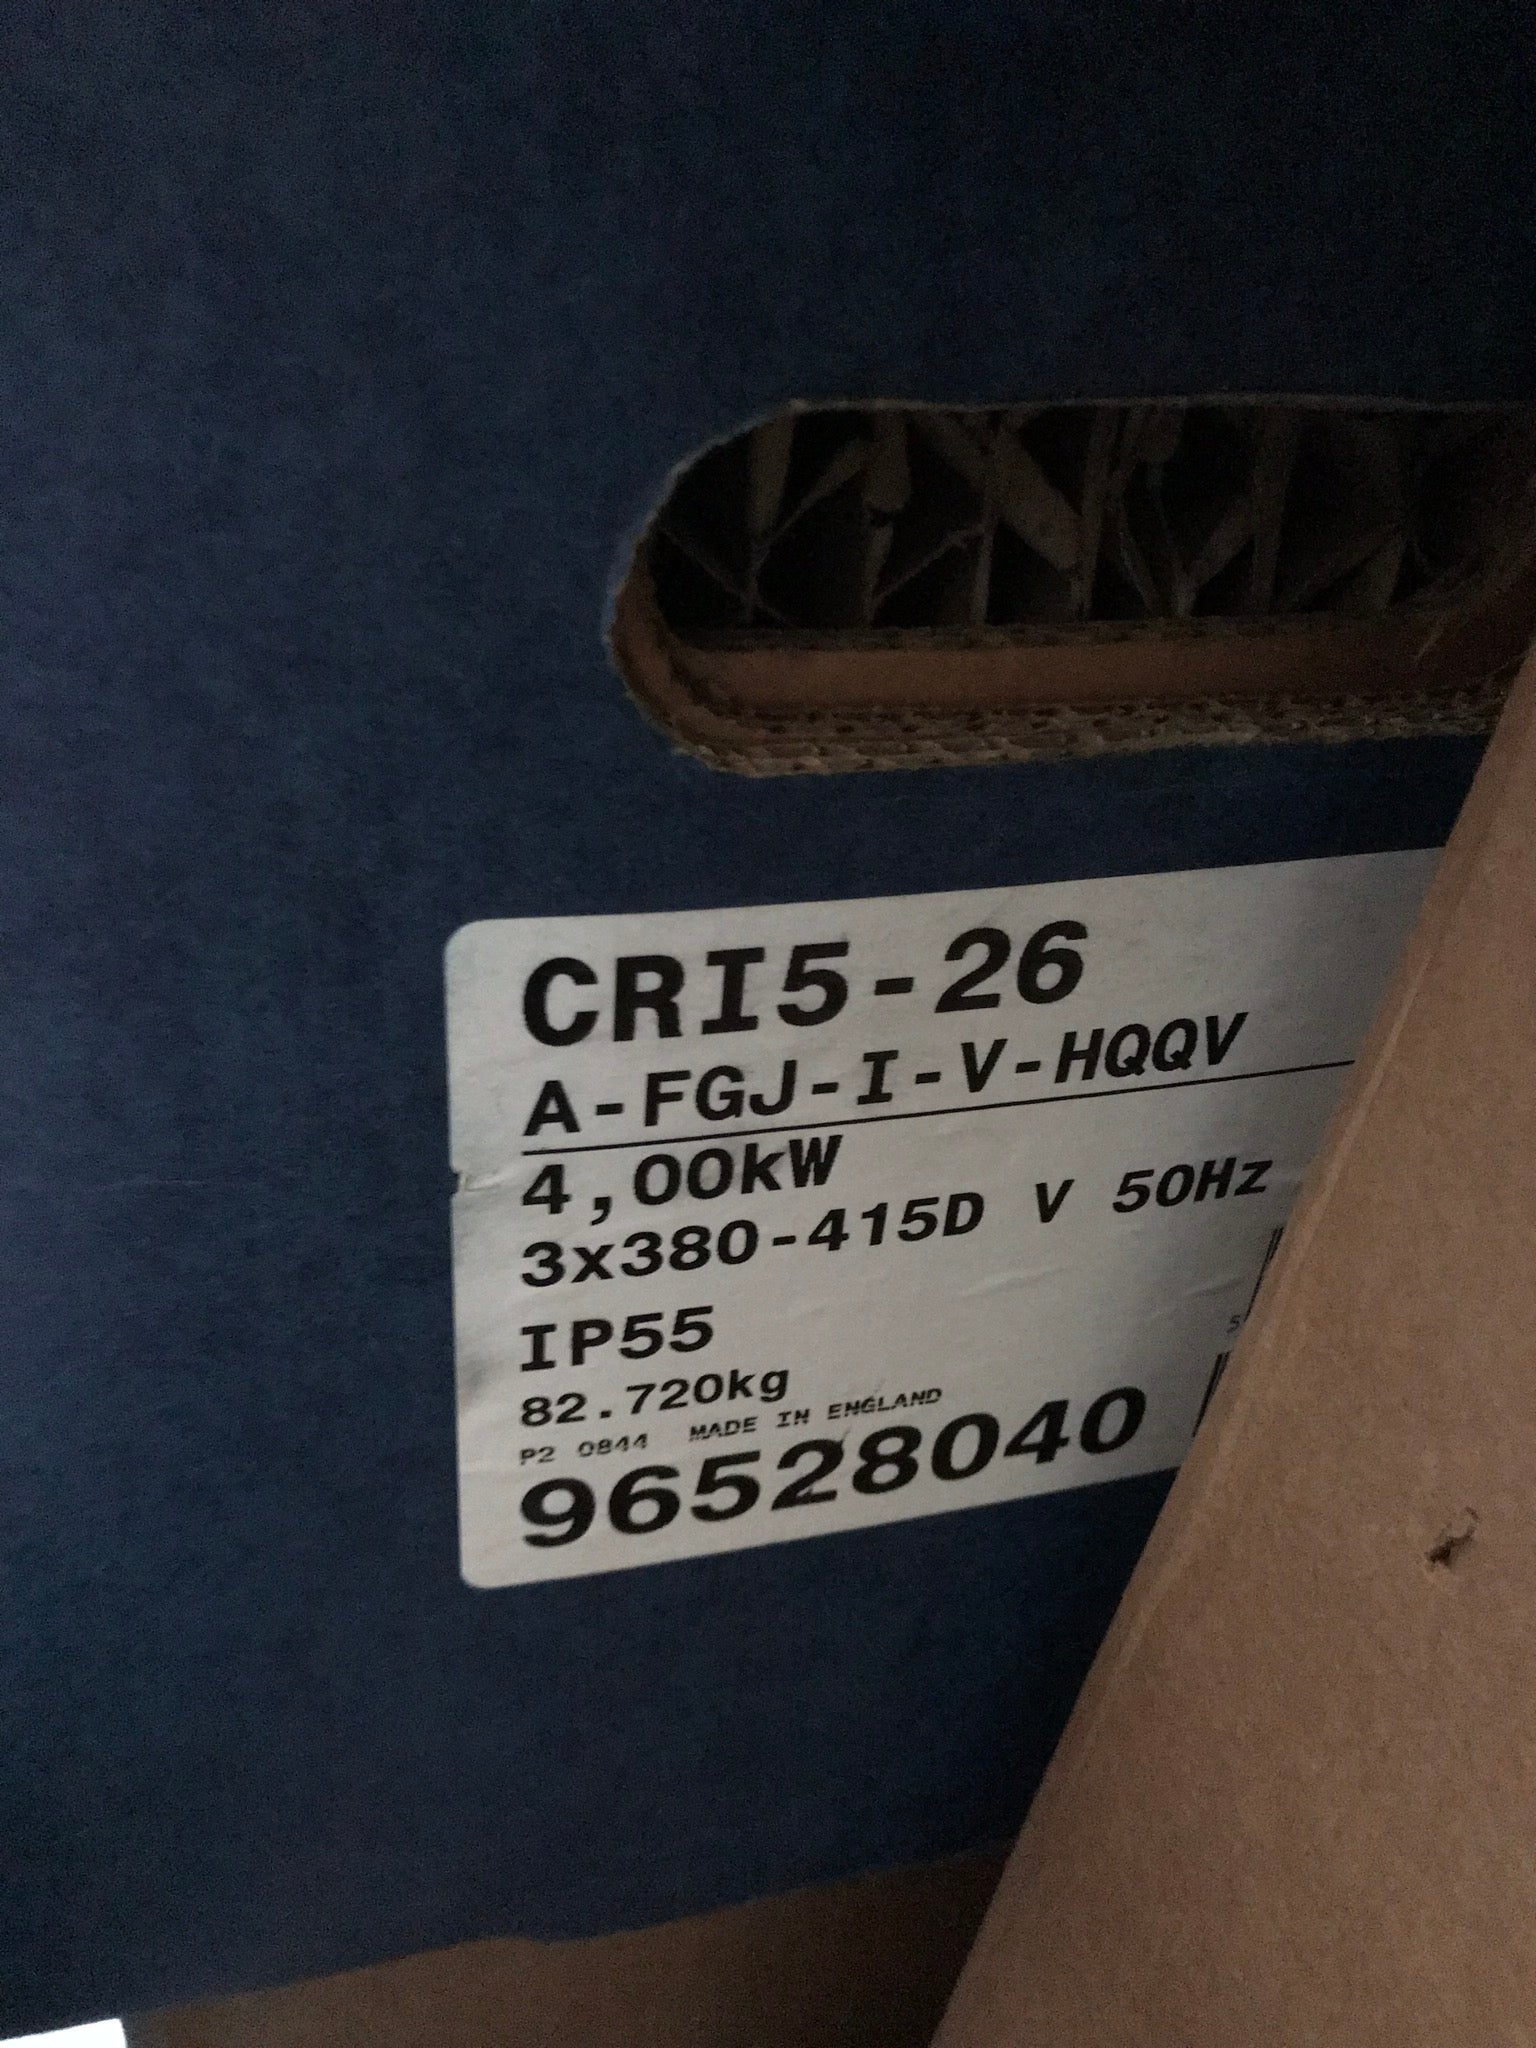 CRI5-26
A-FGJ-I-V-HQQV
4,00kW
3x380-415D V 50Hz
IP55
82.720kg
P2 0844 MADE IN ENGLAND
96528040